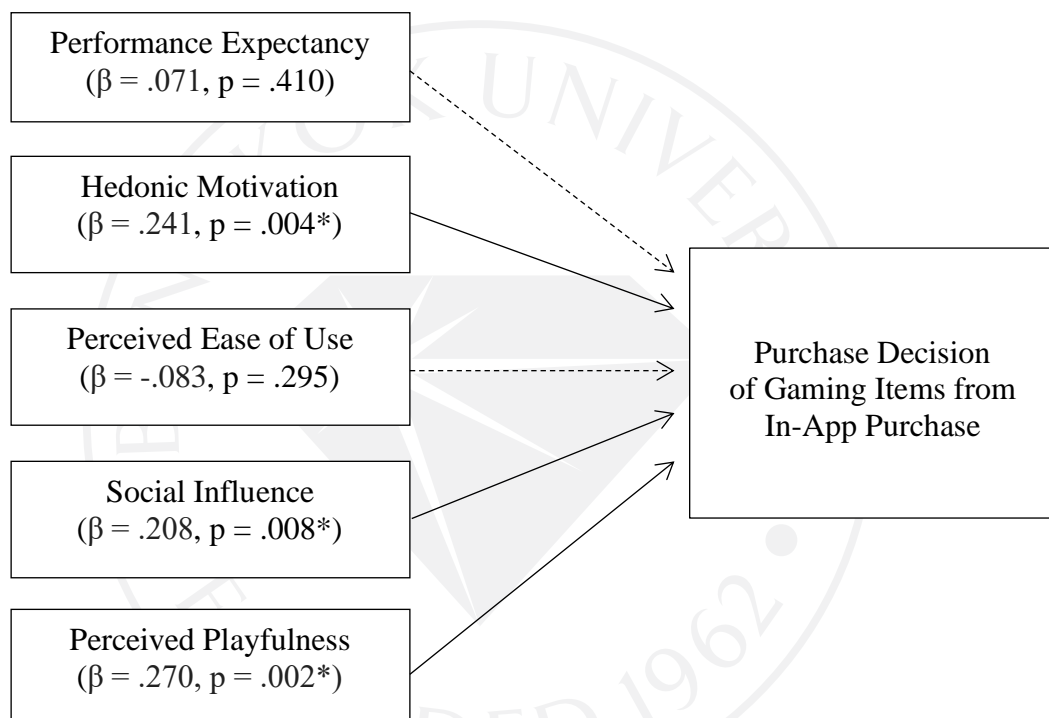 Performance Expectancy
(β = .071, p = .410)
Hedonic Motivation
(β = .241, p = .004*)
Perceived Ease of Use
(β = -.083, p = .295)
Social Influence
(β = .208, p = .008*)
Perceived Playfulness
(β = .270, p = .002*)
Purchase Decision
of Gaming Items from
In-App Purchase
1962